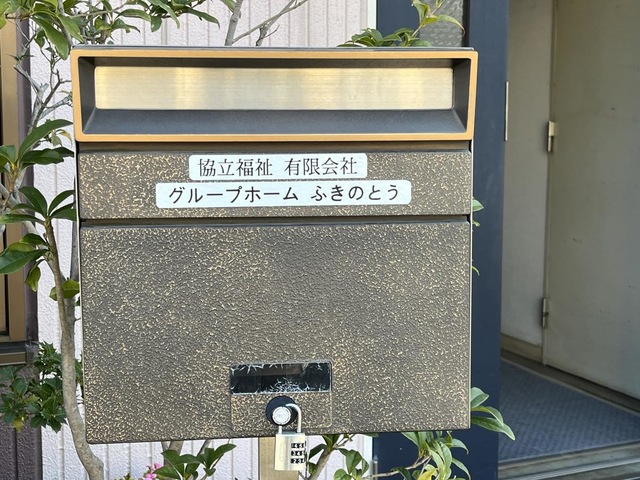 協立福祉 有限会社
グループホーム ふきのとう